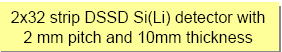 2x32 strip DSSD Si(Li) detector with
2 mm pitch and 10mm thickness